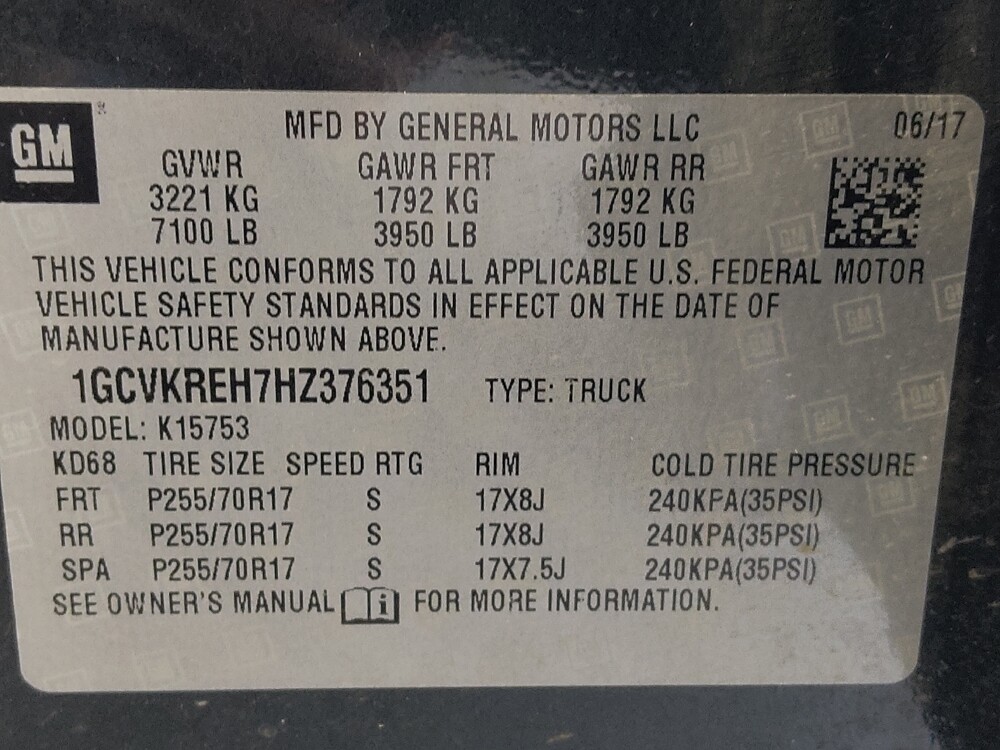 GM
MFD BY GENERAL MOTORS LLC 06/17
GVWR GAWR FRT GAWR RR
3221 KG 1792 KG 1792 KG
7100 LB 3950 LB 3950 LB
THIS VEHICLE CONFORMS TO ALL APPLICABLE U.S. FEDERAL MOTOR
VEHICLE SAFETY STANDARDS IN EFFECT ON THE DATE OF
MANUFACTURE SHOWN ABOVE.
1GCVKREH7HZ376351 TYPE: TRUCK
MODEL: K15753
KD68 TIRE SIZE SPEED RTG RIM COLD TIRE PRESSURE
FRT P255/70R17 S 17X8J 240KPA(35PSI)
RR P255/70R17 S 17X8J 240KPA(35PSI)
SPA P255/70R17 S 17X7.5J 240KPA(35PSI)
SEE OWNER'S MANUAL i FOR MORE INFORMATION.